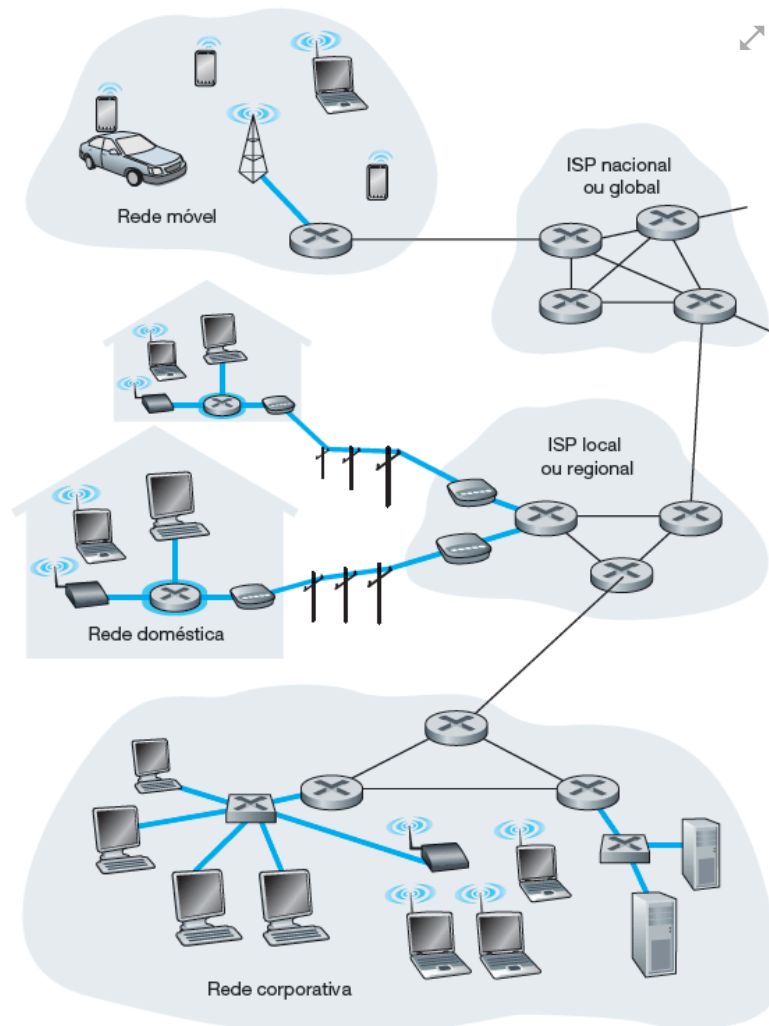 Rede móvel
ISP nacional
ou global
ISP local
ou regional
Rede doméstica
Rede corporativa